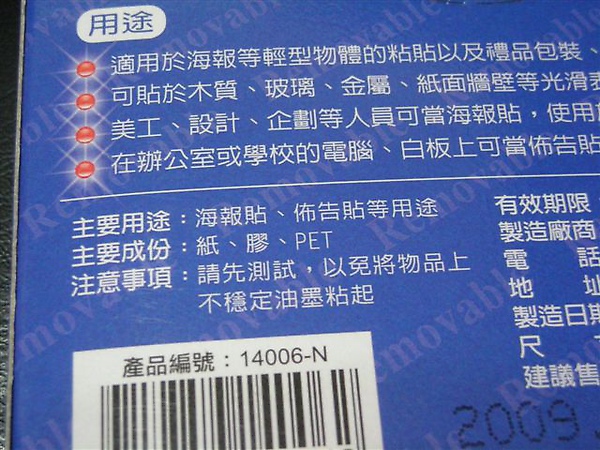 用途
適用於海報等輕型物體的粘貼以及禮品包裝、
可貼於木質、玻璃、金屬、紙面牆壁等光滑表
美工、設計、企劃等人員可當海報貼，使用於
在辦公室或學校的電腦、白板上可當佈告貼
主要用途：海報貼、佈告貼等用途
主要成份：紙、膠、PET
注意事項：請先測試，以免將物品上
不穩定油墨粘起
產品編號：14006-N
有效期限：
製造廠商
電 話
地 址
製造日期
尺
建議售
2009
Removable